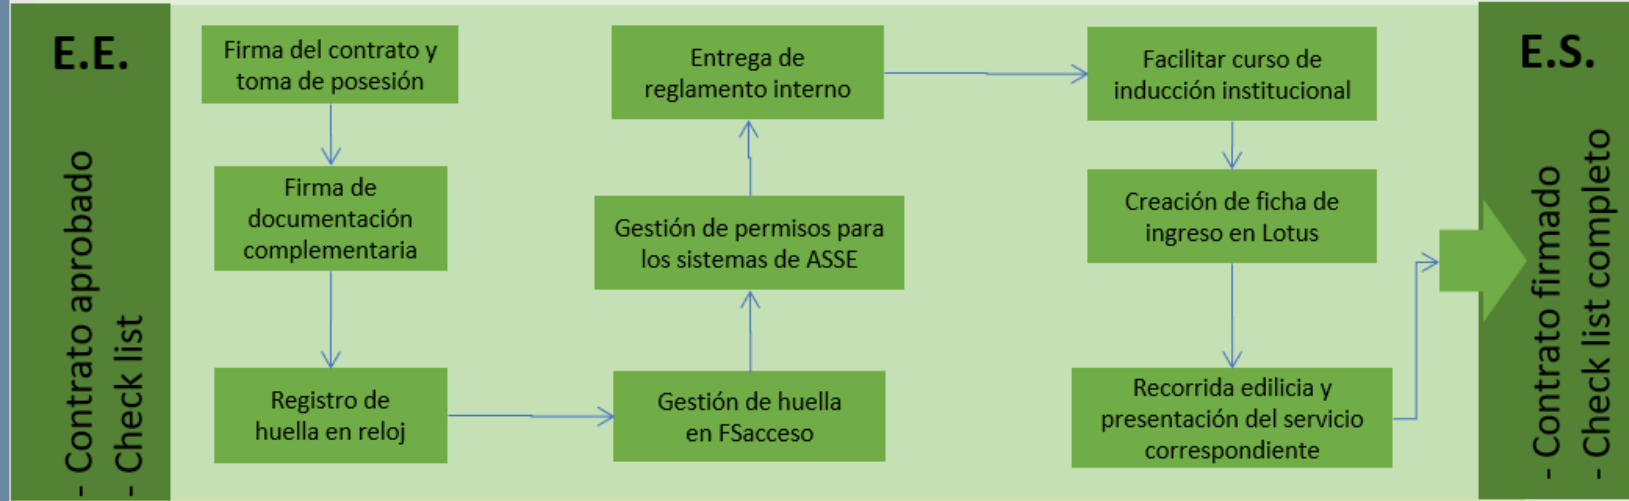 E.E.
- Contrato aprobado
- Check list
Firma del contrato y
toma de posesión
Firma de
documentación
complementaria
Registro de
huella en reloj
Gestión de huella
en FSacceso
Gestión de permisos para
los sistemas de ASSE
Entrega de
reglamento interno
Facilitar curso de
inducción institucional
Creación de ficha de
ingreso en Lotus
Recorrida edilicia y
presentación del servicio
correspondiente
E.S.
- Contrato firmado
- Check list completo